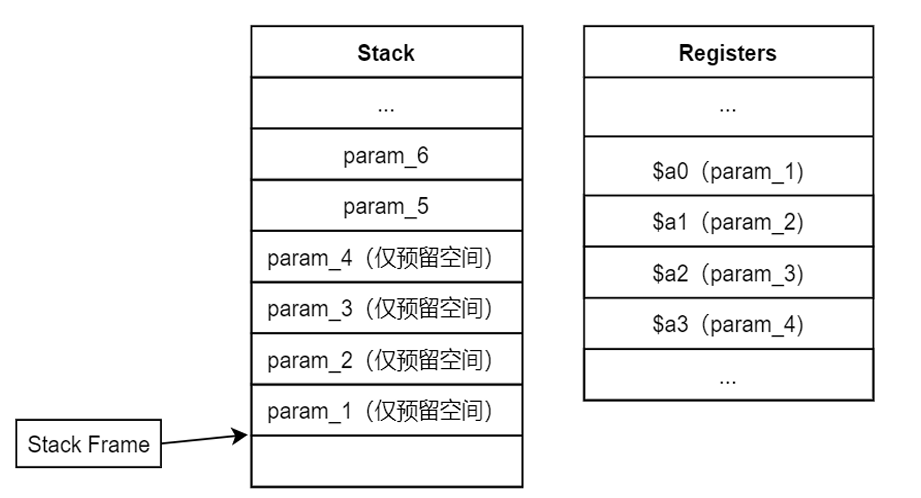 Stack
...
param_6
param_5
param_4（仅预留空间）
param_3（仅预留空间）
param_2（仅预留空间）
param_1（仅预留空间）
Stack Frame
Registers
...
$a0（param_1）
$a1（param_2）
$a2（param_3）
$a3（param_4）
...